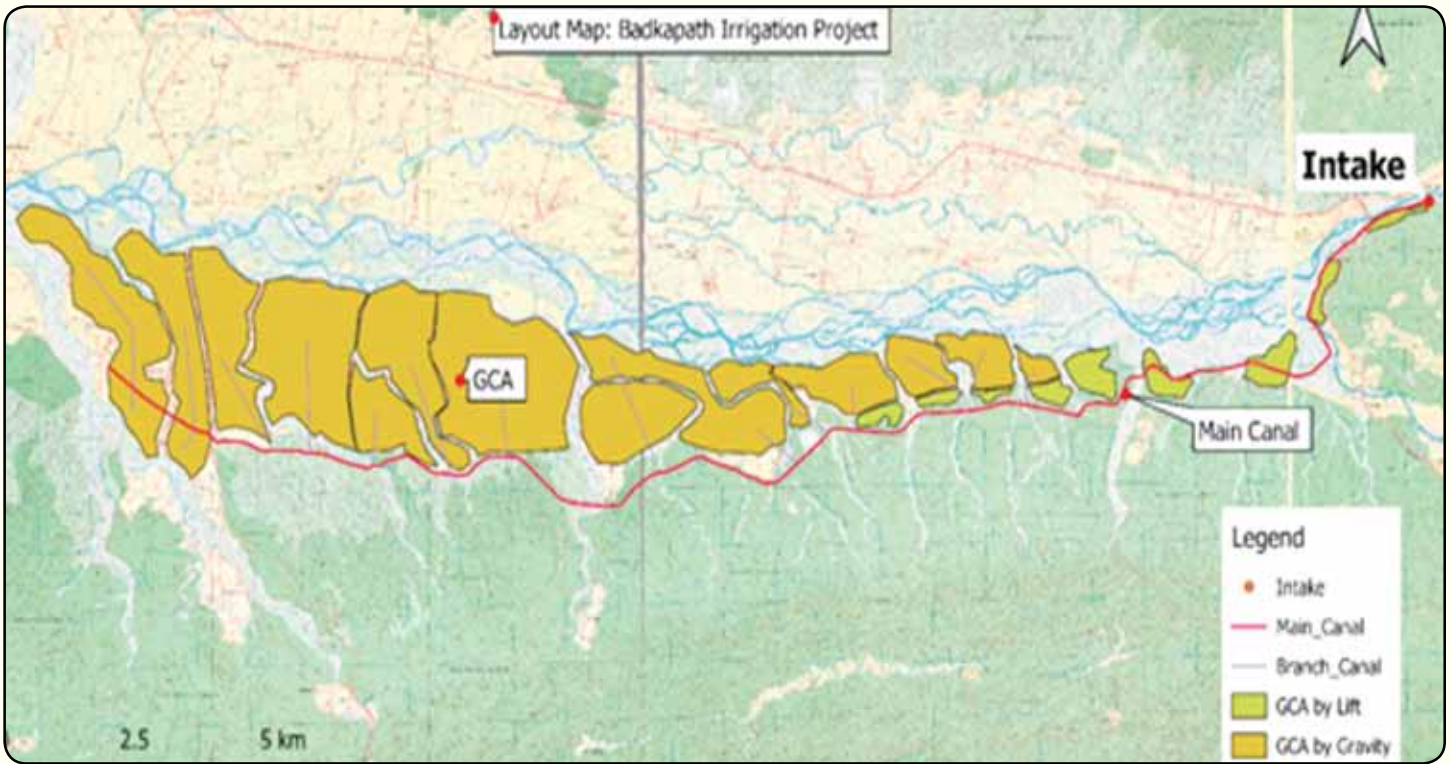 Layout Map: Badkapath Irrigation Project
Intake
GCA
Main Canal
Legend
Intake
Main_Canal
Branch_Canal
GCA by Lift
GCA by Gravity
2.5 5 km